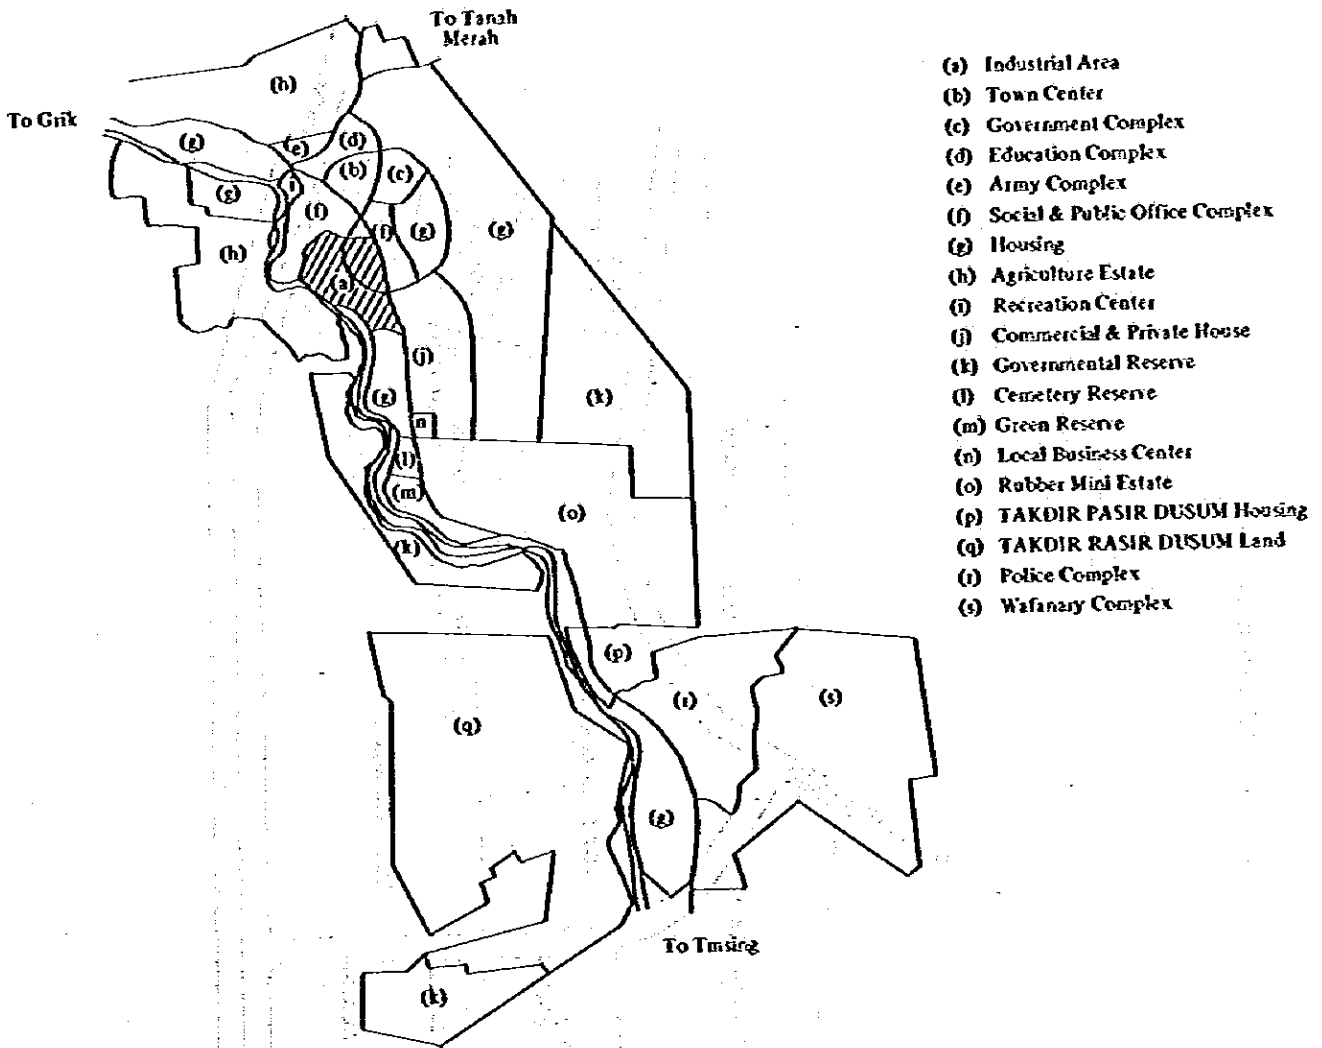 To Tanah
Merah
To Grik
(h)
(g)
(e)
(d)
(b)
(c)
(g)
(i)
(f)
(f)
(g)
(g)
(h)
(a)
(j)
(g)
(k)
n
(l)
(m)
(o)
(k)
(p)
(r)
(s)
(q)
(g)
To Tmsing
(k)
(a) Industrial Area
(b) Town Center
(c) Government Complex
(d) Education Complex
(e) Army Complex
(f) Social & Public Office Complex
(g) Housing
(h) Agriculture Estate
(i) Recreation Center
(j) Commercial & Private House
(k) Governmental Reserve
(l) Cemetery Reserve
(m) Green Reserve
(n) Local Business Center
(o) Rubber Mini Estate
(p) TAKDIR PASIR DUSUM Housing
(q) TAKDIR RASIR DUSUM Land
(r) Police Complex
(s) Wafanary Complex